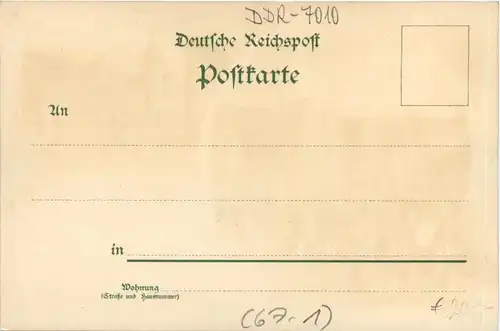 DDR-7010
Deutsche Reichspost
Postkarte
An
in
Wohnung
(Straße und Hausnummer)
(67-1)